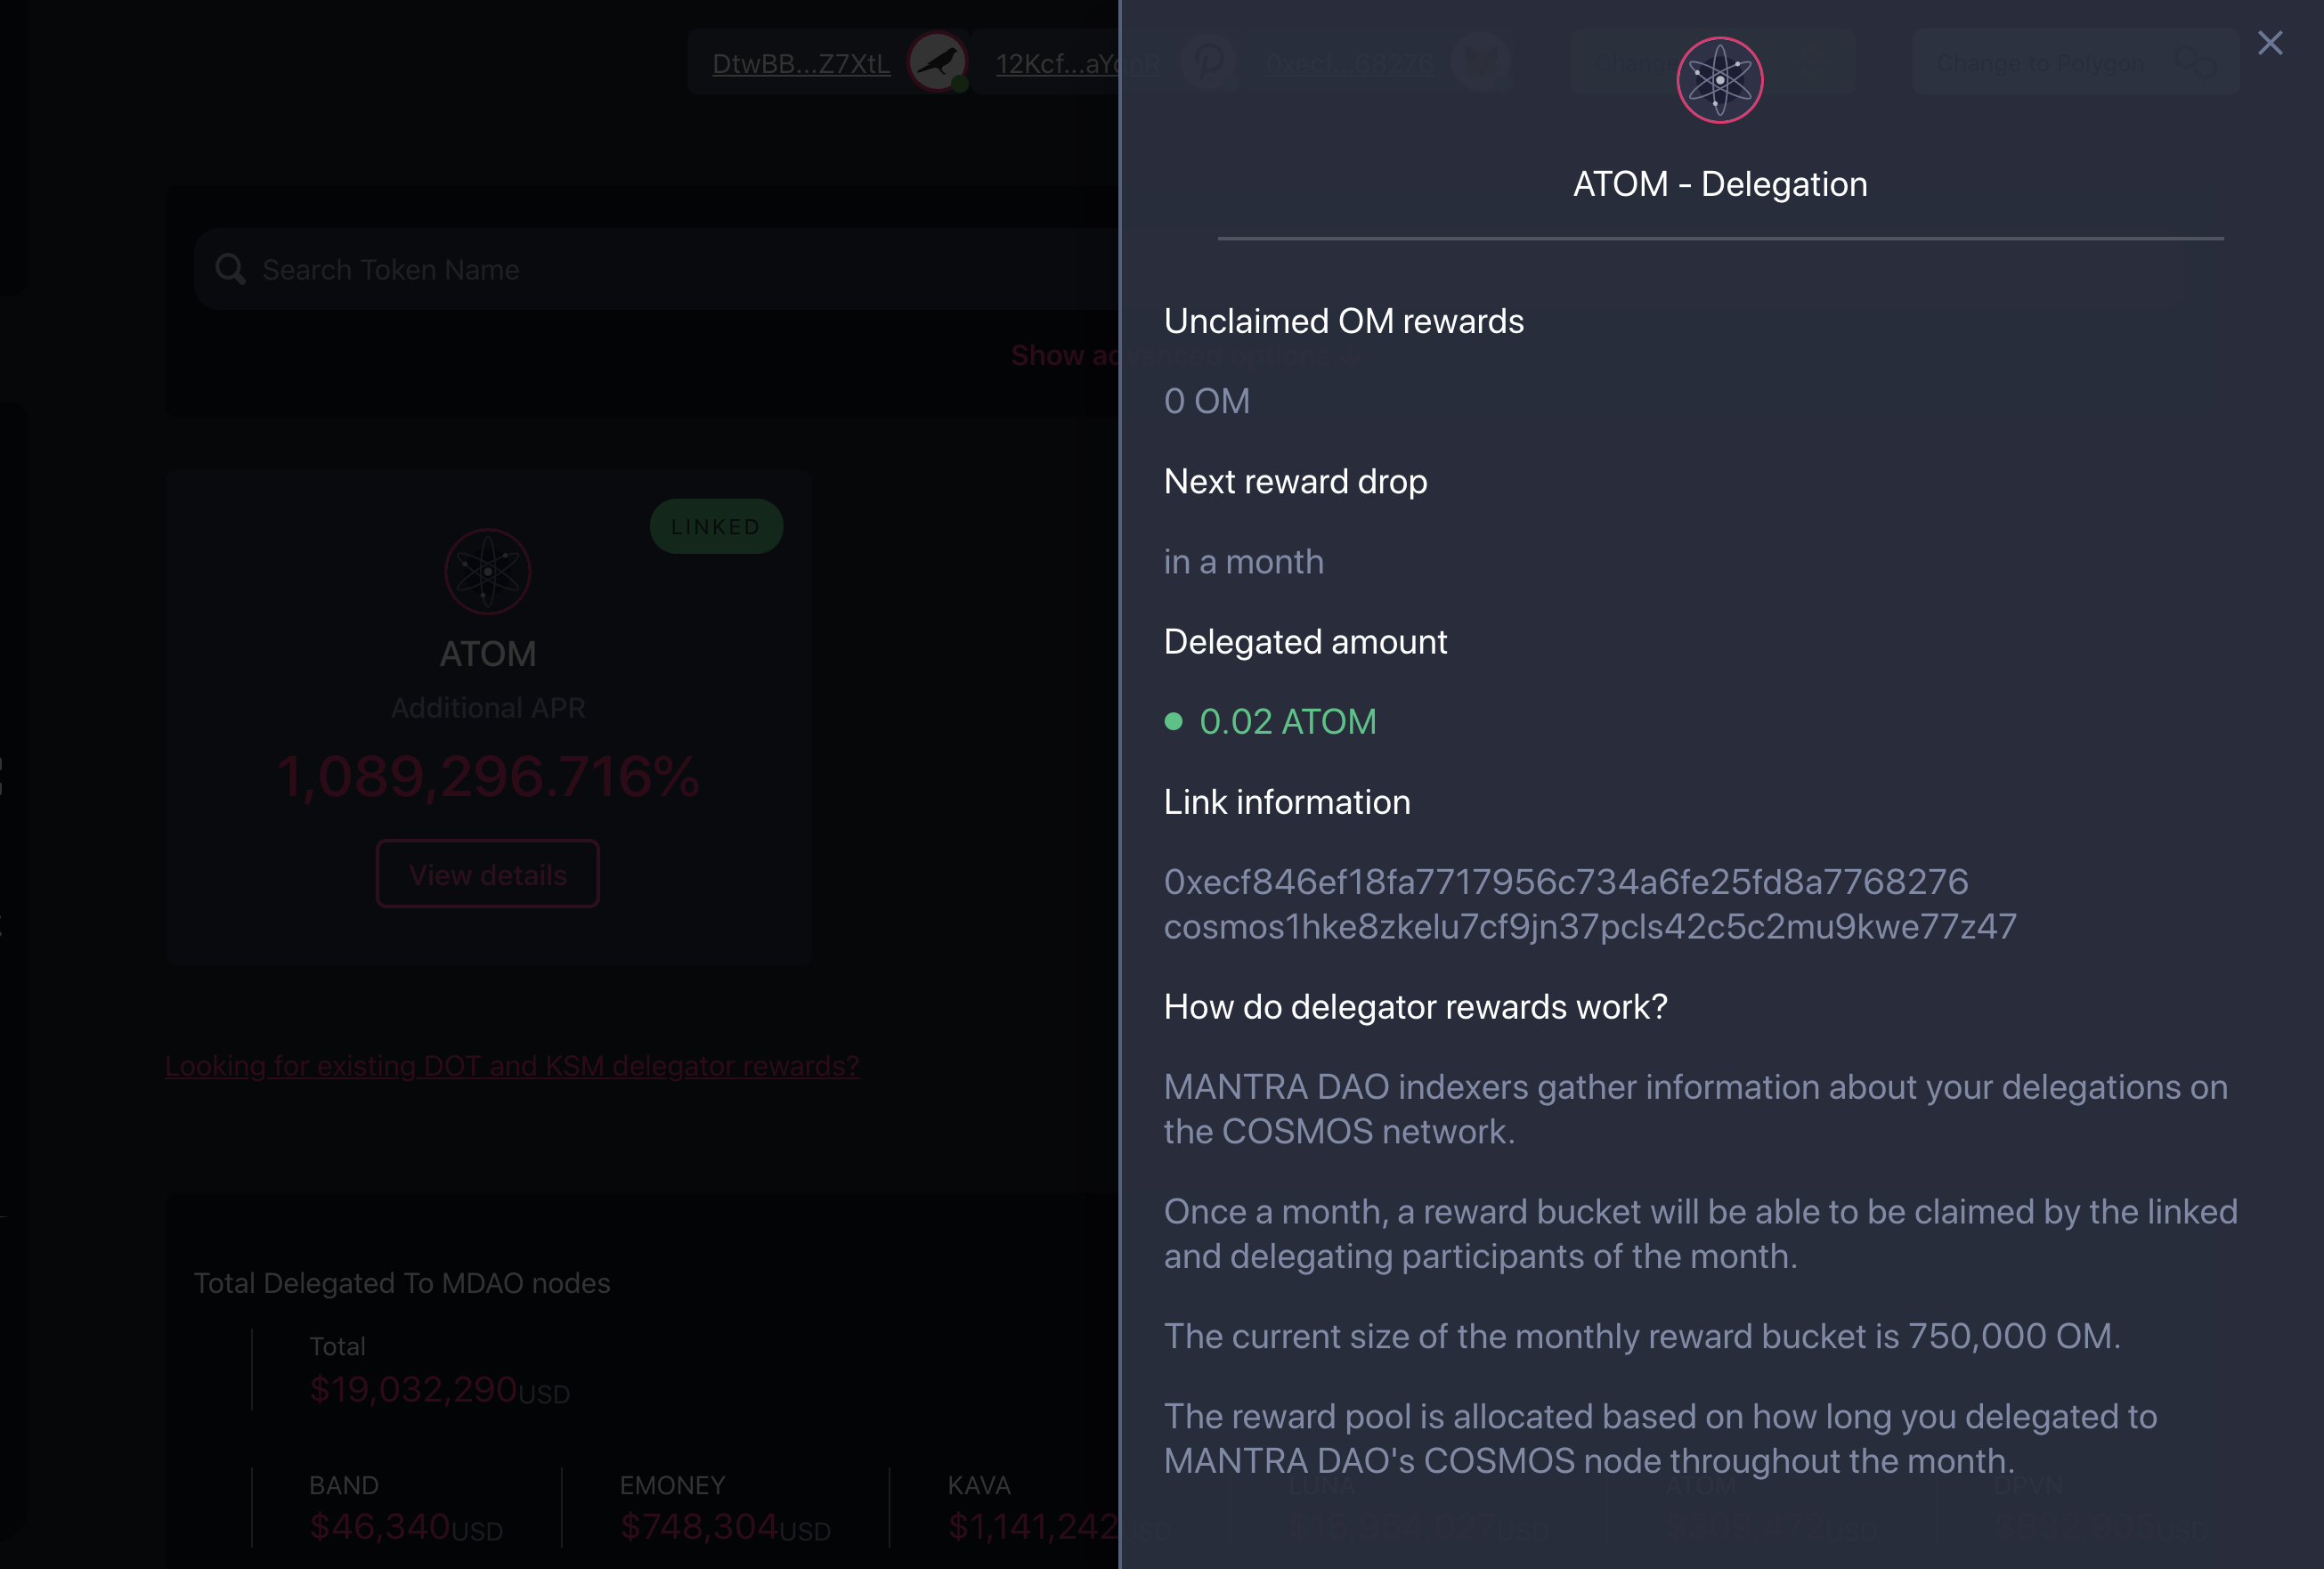 DtwBB...Z7XtL
12Kcf...aYqnR
0xecf...68276
Change to Polygon
Search Token Name
Show advanced options
LINKED
ATOM
Additional APR
1,089,296.716%
View details
Looking for existing DOT and KSM delegator rewards?
Total Delegated To MDAO nodes
Total
$19,032,290USD
BAND
$46,340USD
EMONEY
$748,304USD
KAVA
$1,141,242USD
LUNA
ATOM
ATOM - Delegation
Unclaimed OM rewards
0 OM
Next reward drop
in a month
Delegated amount
0.02 ATOM
Link information
0xecf846ef18fa7717956c734a6fe25fd8a7768276
cosmos1hke8zkelu7cf9jn37pcls42c5c2mu9kwe77z47
How do delegator rewards work?
MANTRA DAO indexers gather information about your delegations on
the COSMOS network.
Once a month, a reward bucket will be able to be claimed by the linked
and delegating participants of the month.
The current size of the monthly reward bucket is 750,000 OM.
The reward pool is allocated based on how long you delegated to
MANTRA DAO's COSMOS node throughout the month.